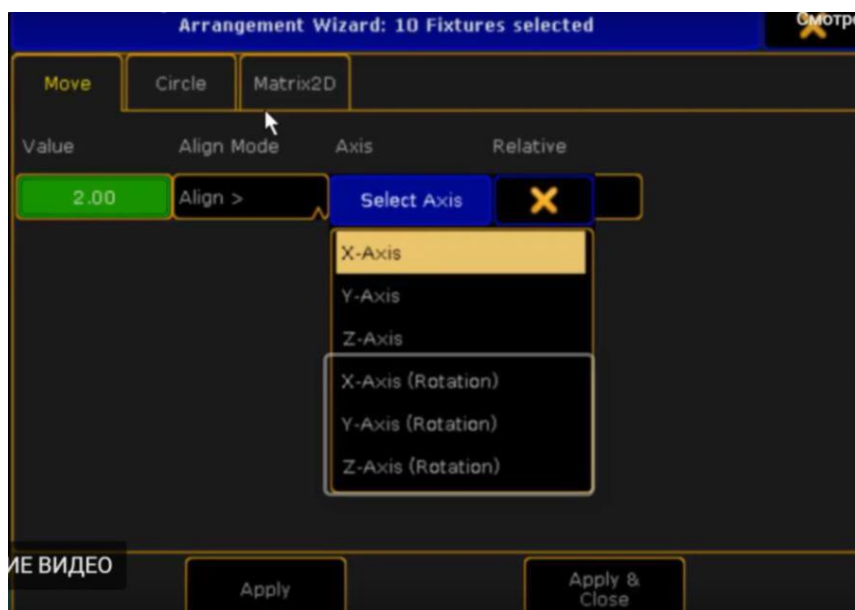 Arrangement Wizard: 10 Fixtures selected
Смотре
Move Circle Matrix2D
Value Align Mode Axis Relative
2.00 Align > Select Axis
X-Axis
Y-Axis
Z-Axis
X-Axis (Rotation)
Y-Axis (Rotation)
Z-Axis (Rotation)
ИЕ ВИДЕО
Apply
Apply &
Close